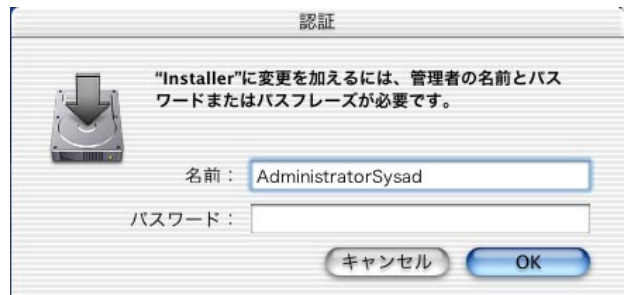 認証
“Installer”に変更を加えるには、管理者の名前とパス
ワードまたはパスフレーズが必要です。
名前： AdministratorSysad
パスワード：
キャンセル OK